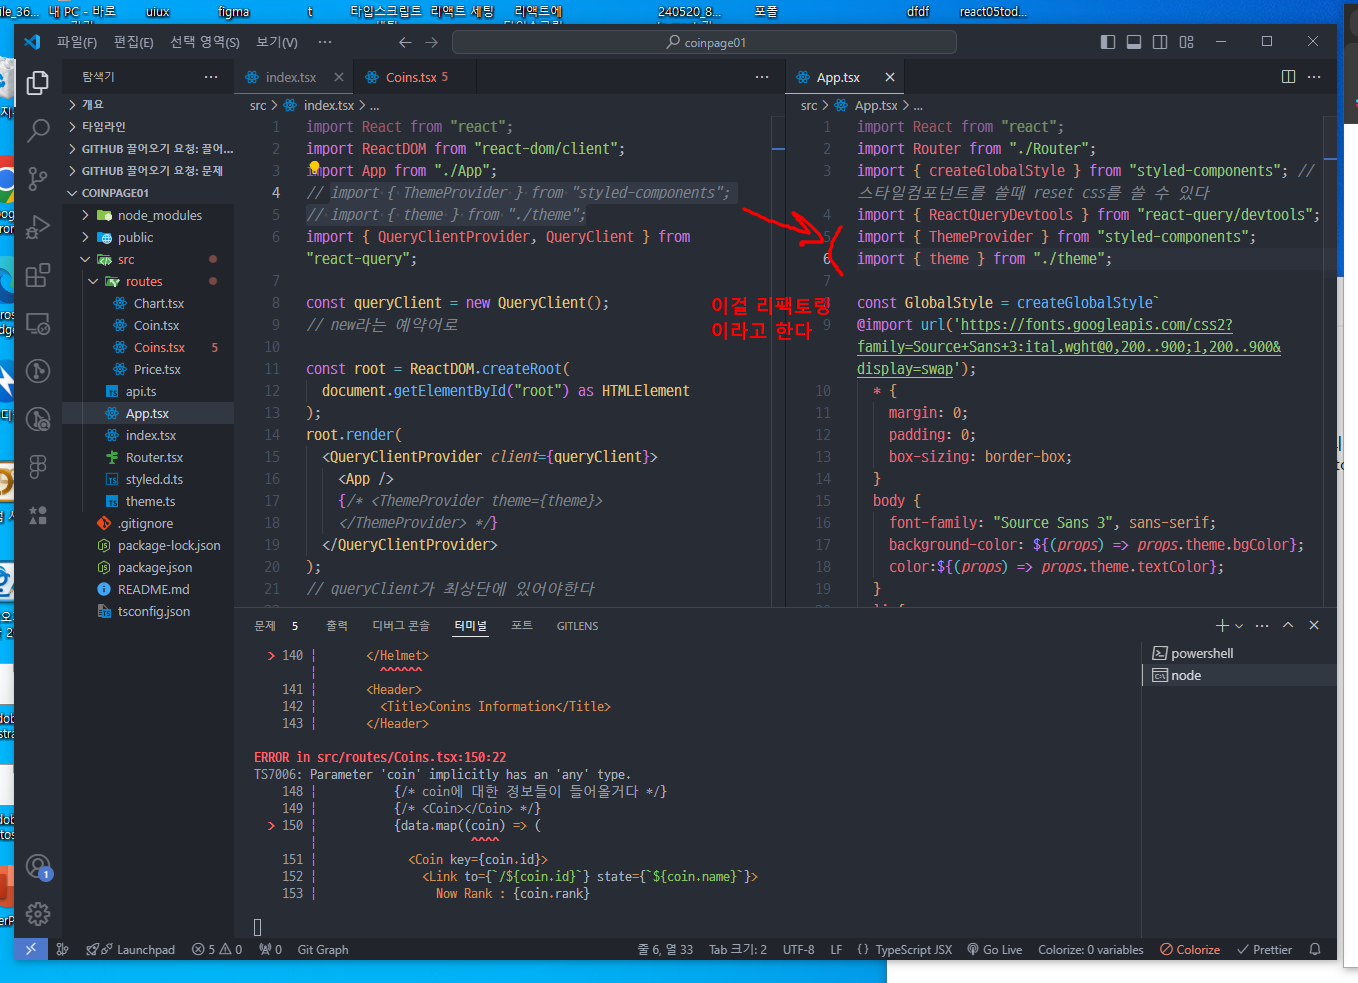 내 PC - 바로
uiux
figma
t
타입스크립트
리액트 세팅
리액트에
240520_8...
포폴
dfdf
react05tod...
파일(F)
편집(E)
선택 영역(S)
보기(V)
···
coinpage01
탐색기
개요
타임라인
GITHUB 끌어오기 요청: 끌어...
GITHUB 끌어오기 요청: 문제
COINPAGE01
node_modules
public
src
routes
Chart.tsx
Coin.tsx
Coins.tsx 5
Price.tsx
api.ts
App.tsx
index.tsx
Router.tsx
styled.d.ts
theme.ts
.gitignore
package-lock.json
package.json
README.md
tsconfig.json
index.tsx
Coins.tsx 5
src > index.tsx > ...
1 import React from "react";
2 import ReactDOM from "react-dom/client";
3 import App from "./App";
4 // import { ThemeProvider } from "styled-components";
5 // import { theme } from "./theme";
6 import { QueryClientProvider, QueryClient } from
"react-query";
7
8 const queryClient = new QueryClient();
9 // new라는 예약어로
10
11 const root = ReactDOM.createRoot(
12 document.getElementById("root") as HTMLElement
13 );
14 root.render(
15 <QueryClientProvider client={queryClient}>
16 <App />
17 {/* <ThemeProvider theme={theme}>
18 </ThemeProvider> */}
19 </QueryClientProvider>
20 );
21 // queryClient가 최상단에 있어야한다
App.tsx
src > App.tsx > ...
1 import React from "react";
2 import Router from "./Router";
3 import { createGlobalStyle } from "styled-components"; //
스타일컴포넌트를 쓸때 reset css를 쓸 수 있다
4 import { ReactQueryDevtools } from "react-query/devtools";
5 import { ThemeProvider } from "styled-components";
6 import { theme } from "./theme";
7
8 const GlobalStyle = createGlobalStyle`
9 @import url('https://fonts.googleapis.com/css2?
family=Source+Sans+3:ital,wght@0,200..900;1,200..900&
display=swap');
10 * {
11 margin: 0;
12 padding: 0;
13 box-sizing: border-box;
14 }
15 body {
16 font-family: "Source Sans 3", sans-serif;
17 background-color: ${(props) => props.theme.bgColor};
18 color:${(props) => props.theme.textColor};
19 }
이걸 리팩토링
이라고 한다
문제 5
출력
디버그 콘솔
터미널
포트
GITLENS
> 140 | </Helmet>
141 | <Header>
142 | <Title>Conins Information</Title>
143 | </Header>
ERROR in src/routes/Coins.tsx:150:22
TS7006: Parameter 'coin' implicitly has an 'any' type.
148 | {/* coin에 대한 정보들이 들어올거다 */}
149 | {/* <Coin></Coin> */}
> 150 | {data.map((coin) => (
151 | <Coin key={coin.id}>
152 | <Link to={`/${coin.id}`} state={`${coin.name}`}>
153 | Now Rank : {coin.rank}
powershell
node
1
Launchpad
5
0
0
Git Graph
줄 6, 열 33
Tab 크기: 2
UTF-8
LF
{ } TypeScript JSX
Go Live
Colorize: 0 variables
Colorize
Prettier